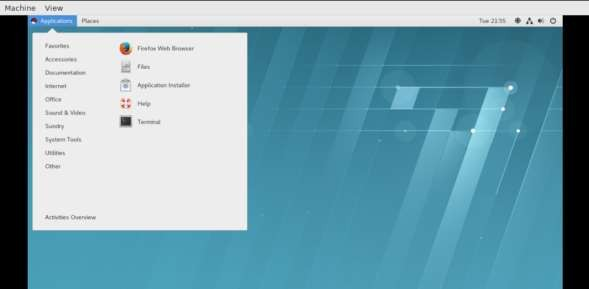 Machine View
Applications Places Tue 21:55
Favorites
Accessories
Documentation
Internet
Office
Sound & Video
Sundry
System Tools
Utilities
Other
Activities Overview
Firefox Web Browser
Files
Application Installer
Help
Terminal